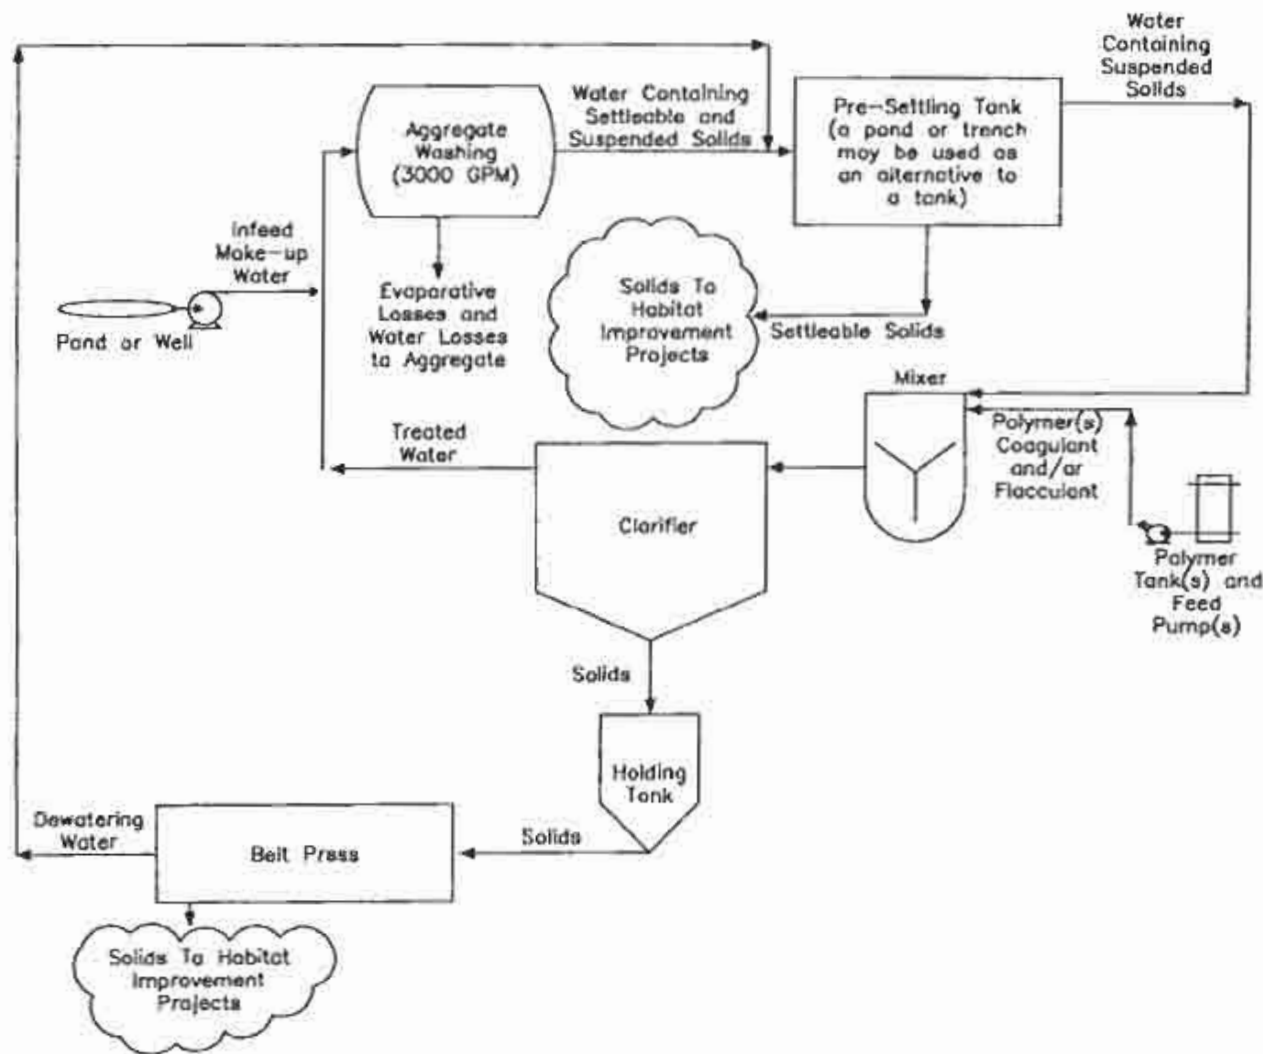 Water
Containing
Suspended
Solids
Water Containing
Settleable and
Suspended Solids
Pre-Settling Tank
(a pond or trench
may be used as
an alternative to
a tank)
Aggregate
Washing
(3000 GPM)
Infeed
Make-up
Water
Pond or Well
Evaporative
Losses and
Water Losses
to Aggregate
Solids To
Habitat
Improvement
Projects
Settleable Solids
Mixer
Polymer(s)
Coagulant
and/or
Flocculant
Treated
Water
Clarifier
Polymer
Tank(s) and
Feed
Pump(s)
Solids
Holding
Tank
Solids
Dewatering
Water
Belt Press
Solids To Habitat
Improvement
Projects